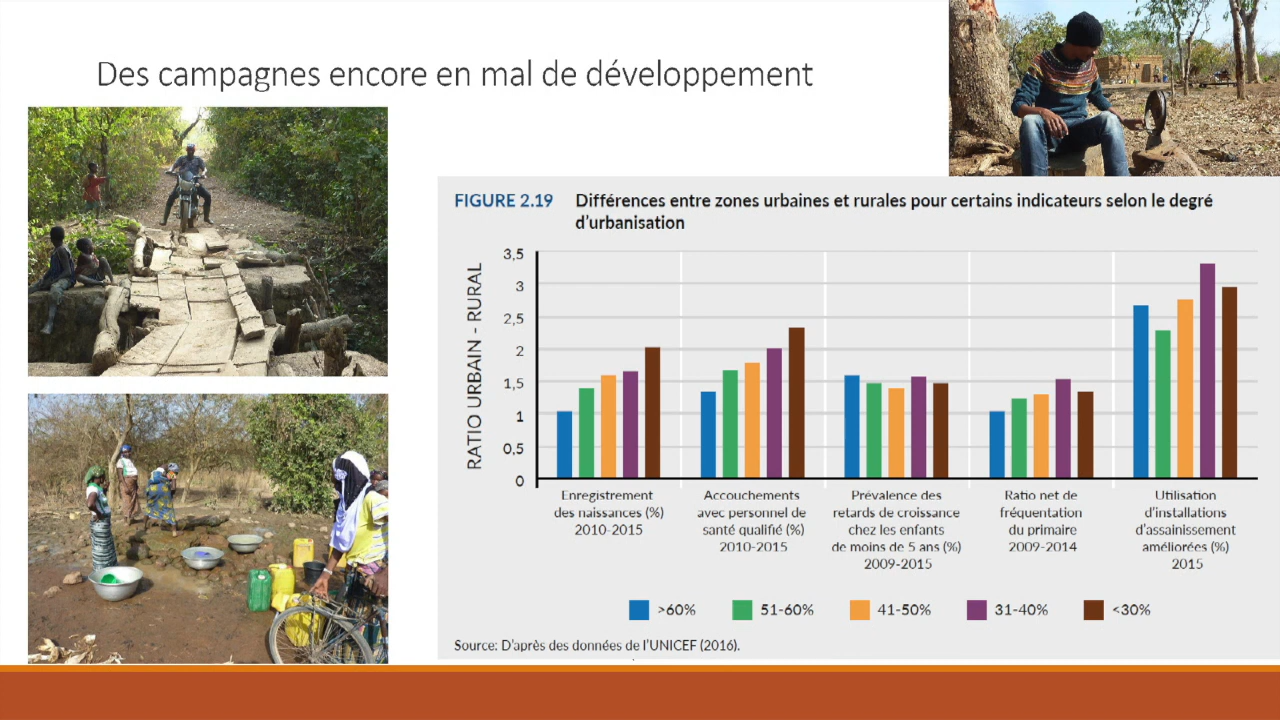 Des campagnes encore en mal de développement
FIGURE 2.19 Différences entre zones urbaines et rurales pour certains indicateurs selon le degré
d'urbanisation
RATIO URBAIN - RURAL
3,5
3
2,5
2
1,5
1
0,5
0
Enregistrement
des naissances (%)
2010-2015
Accouchements
avec personnel de
santé qualifié (%)
2010-2015
Prévalence des
retards de croissance
chez les enfants
de moins de 5 ans (%)
2009-2015
Ratio net de
fréquentation
du primaire
2009-2014
Utilisation
d'installations
d'assainissement
améliorées (%)
2015
>60% 51-60% 41-50% 31-40% <30%
Source: D'après des données de l'UNICEF (2016).